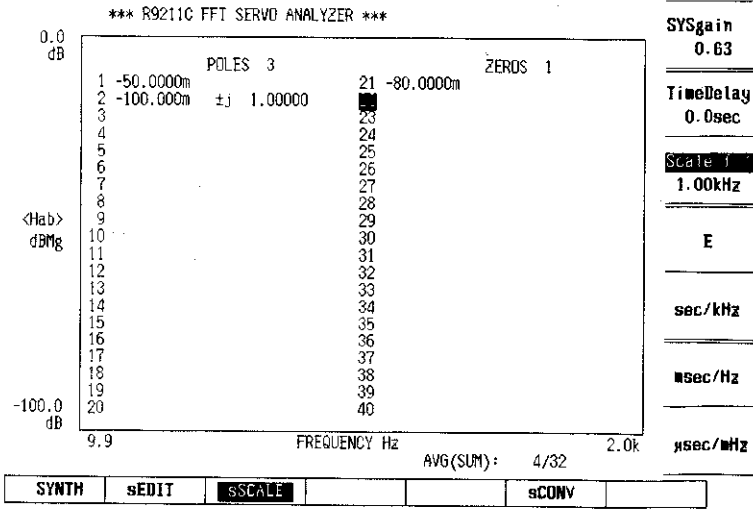 *** R9211C FFT SERVO ANALYZER ***
0.0
dB
POLES 3 ZEROS 1
1 -50.0000m 21 -80.0000m
2 -100.000m ±j 1.00000
3 23
4 24
5 25
6 26
7 27
8 28
9 29
10 30
11 31
12 32
13 33
14 34
15 35
16 36
17 37
18 38
19 39
20 40
<Hab>
dBMg
-100.0
dB
9.9 FREQUENCY Hz 2.0k
AVG(SUM): 4/32
SYSgain
0.63
TimeDelay
0.0sec
Scale f
1.00kHz
E
sec/kHz
msec/Hz
µsec/mHz
SYNTH sEDIT sSCALE sCONV